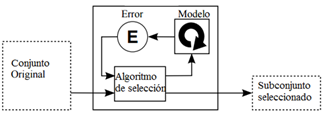 Error
Modelo
E
Conjunto
Original
Algoritmo
de selección
Subconjunto
seleccionado